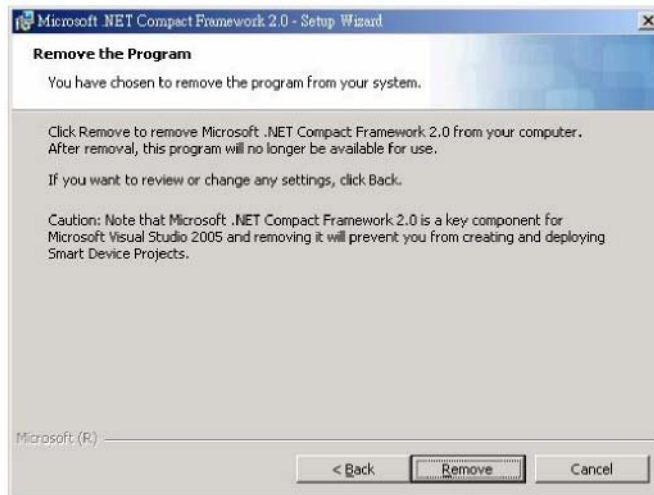 Microsoft .NET Compact Framework 2.0 - Setup Wizard
Remove the Program
You have chosen to remove the program from your system.
Click Remove to remove Microsoft .NET Compact Framework 2.0 from your computer.
After removal, this program will no longer be available for use.
If you want to review or change any settings, click Back.
Caution: Note that Microsoft .NET Compact Framework 2.0 is a key component for
Microsoft Visual Studio 2005 and removing it will prevent you from creating and deploying
Smart Device Projects.
Microsoft (R)
< Back Remove Cancel